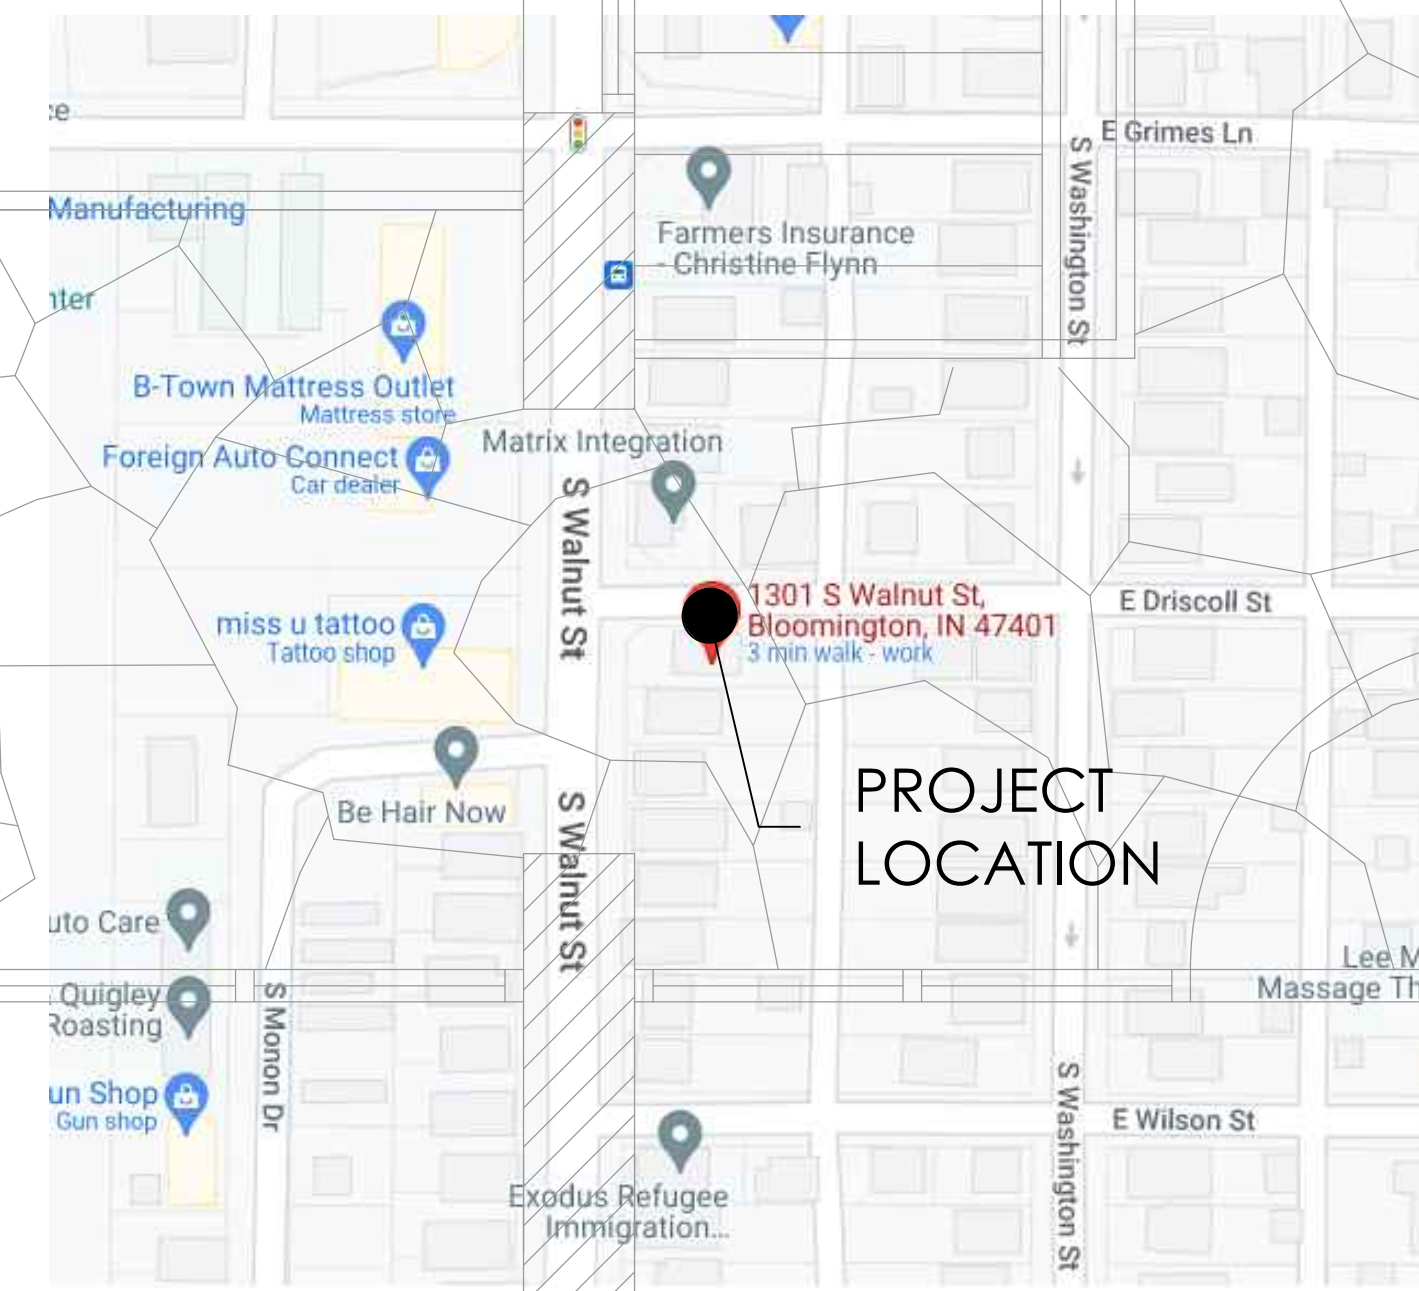 ce
E Grimes Ln
S Washington St
Manufacturing
Farmers Insurance
- Christine Flynn
nter
B-Town Mattress Outlet
Mattress store
Matrix Integration
Foreign Auto Connect
Car dealer
S Walnut St
1301 S Walnut St,
Bloomington, IN 47401
3 min walk - work
E Driscoll St
miss u tattoo
Tattoo shop
PROJECT
LOCATION
Be Hair Now
S Walnut St
uto Care
Lee M
Massage Th
Quigley
Roasting
S Monon Dr
un Shop
Gun shop
S Washington St
E Wilson St
Exodus Refugee
Immigration...